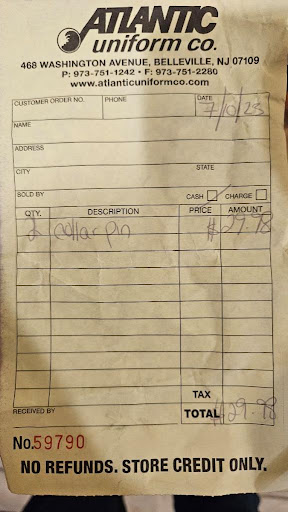 ATLANTIC
uniform co.
468 WASHINGTON AVENUE, BELLEVILLE, NJ 07109
P: 973-751-1242 • F: 973-751-2280
www.atlanticuniformco.com
CUSTOMER ORDER NO. PHONE DATE 7/10/23
NAME
ADDRESS
CITY STATE
SOLD BY CASH ✓ CHARGE
QTY. DESCRIPTION PRICE AMOUNT
2 collar pin $29.98
TAX
RECEIVED BY TOTAL $29.98
No.59790
NO REFUNDS. STORE CREDIT ONLY.